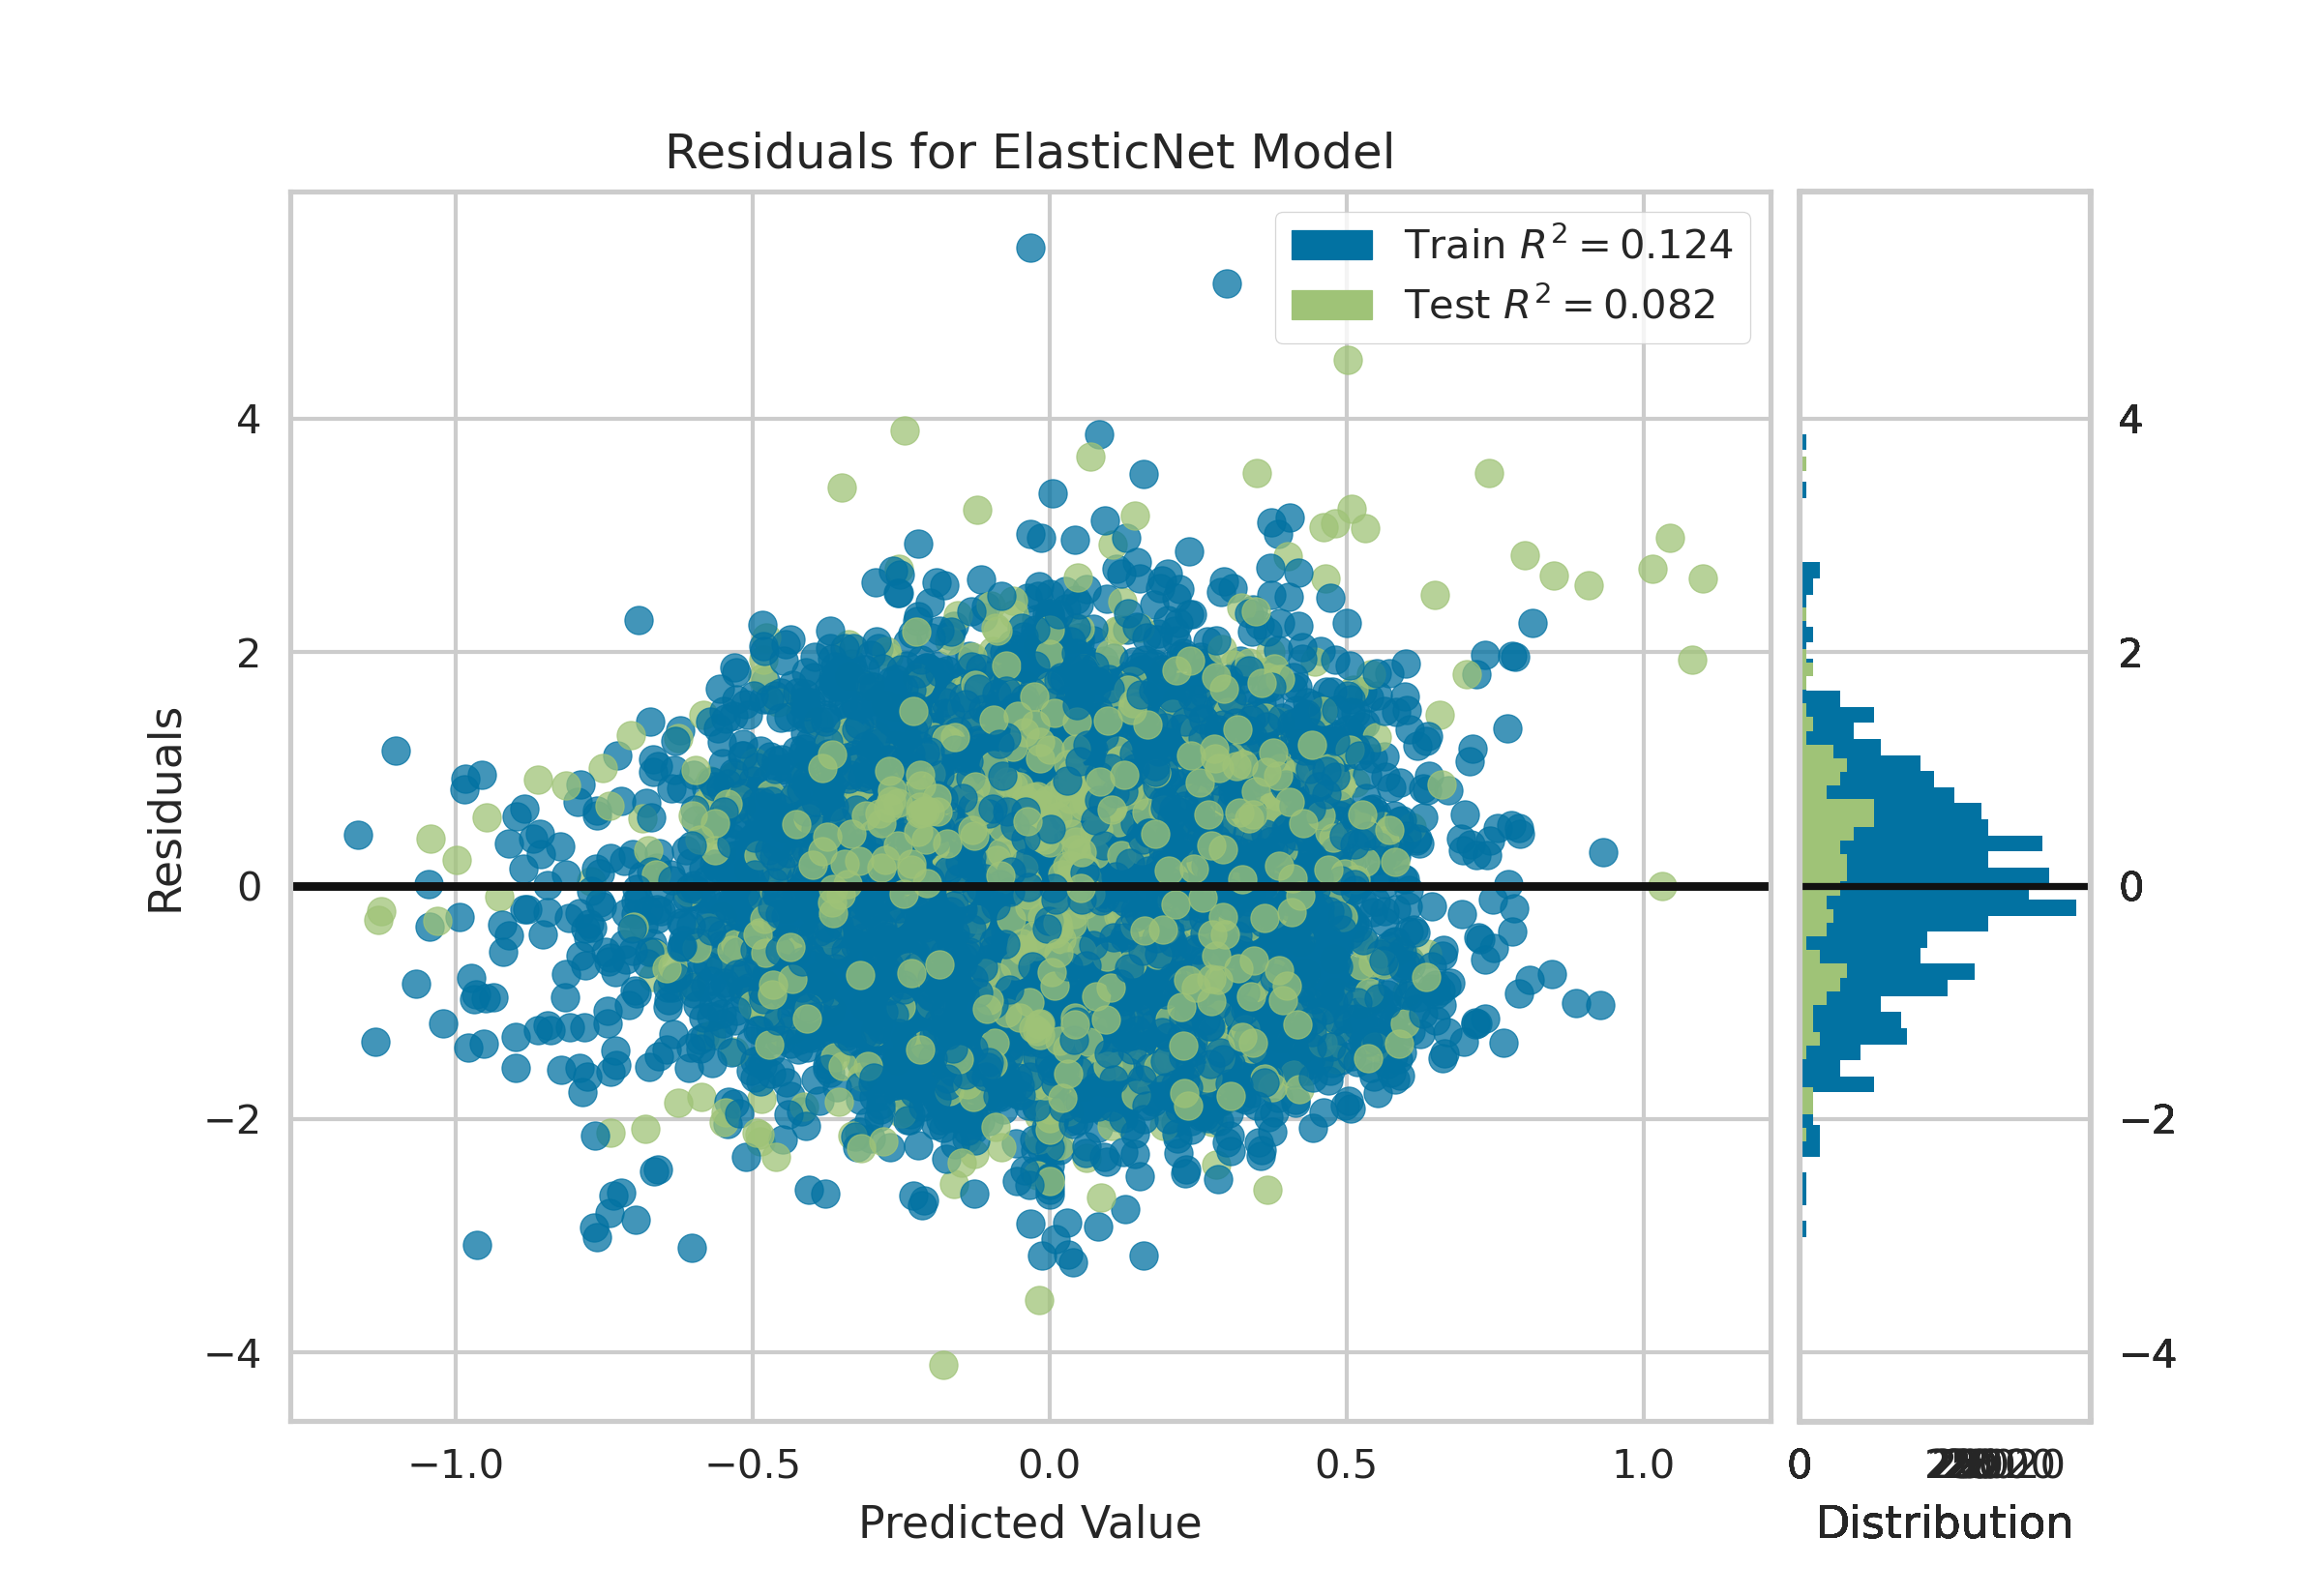 Residuals for ElasticNet Model
Train R² = 0.124
Test R² = 0.082
Residuals
4
2
0
−2
−4
4
2
0
−2
−4
−1.0
−0.5
0.0
0.5
1.0
0
Predicted Value
Distribution